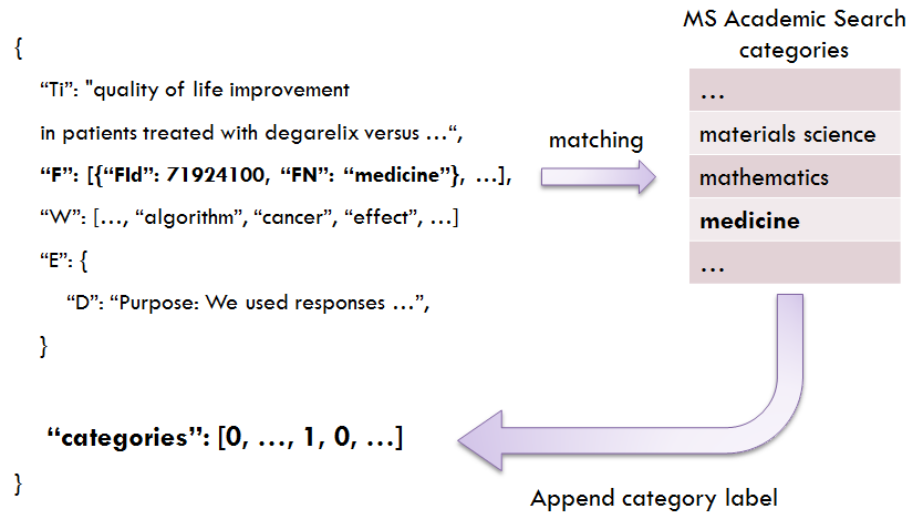 {
“Ti”: "quality of life improvement
in patients treated with degarelix versus …“,
“F”: [{“FId”: 71924100, “FN”: “medicine”}, …],
“W”: […, “algorithm”, “cancer”, “effect”, …]
“E”: {
“D”: “Purpose: We used responses …”,
}
“categories”: [0, …, 1, 0, …]
}
matching
MS Academic Search
categories
…
materials science
mathematics
medicine
…
Append category label